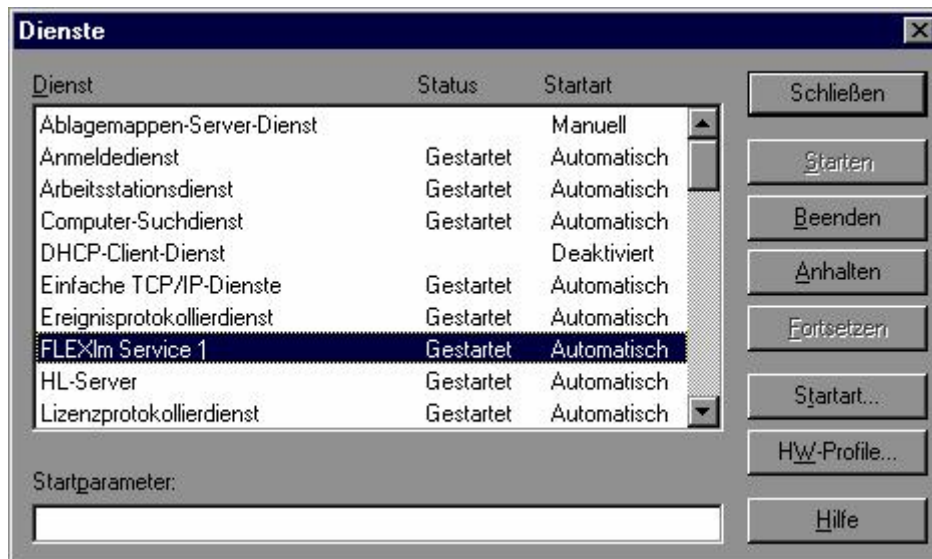 Dienste
Dienst Status Startart
Ablagemappen-Server-Dienst Manuell
Anmeldedienst Gestartet Automatisch
Arbeitsstationsdienst Gestartet Automatisch
Computer-Suchdienst Gestartet Automatisch
DHCP-Client-Dienst Deaktiviert
Einfache TCP/IP-Dienste Gestartet Automatisch
Ereignisprotokollierdienst Gestartet Automatisch
FLEXlm Service 1 Gestartet Automatisch
HL-Server Gestartet Automatisch
Lizenzprotokollierdienst Gestartet Automatisch
Startparameter:
Schließen
Starten
Beenden
Anhalten
Fortsetzen
Startart...
HW-Profile...
Hilfe